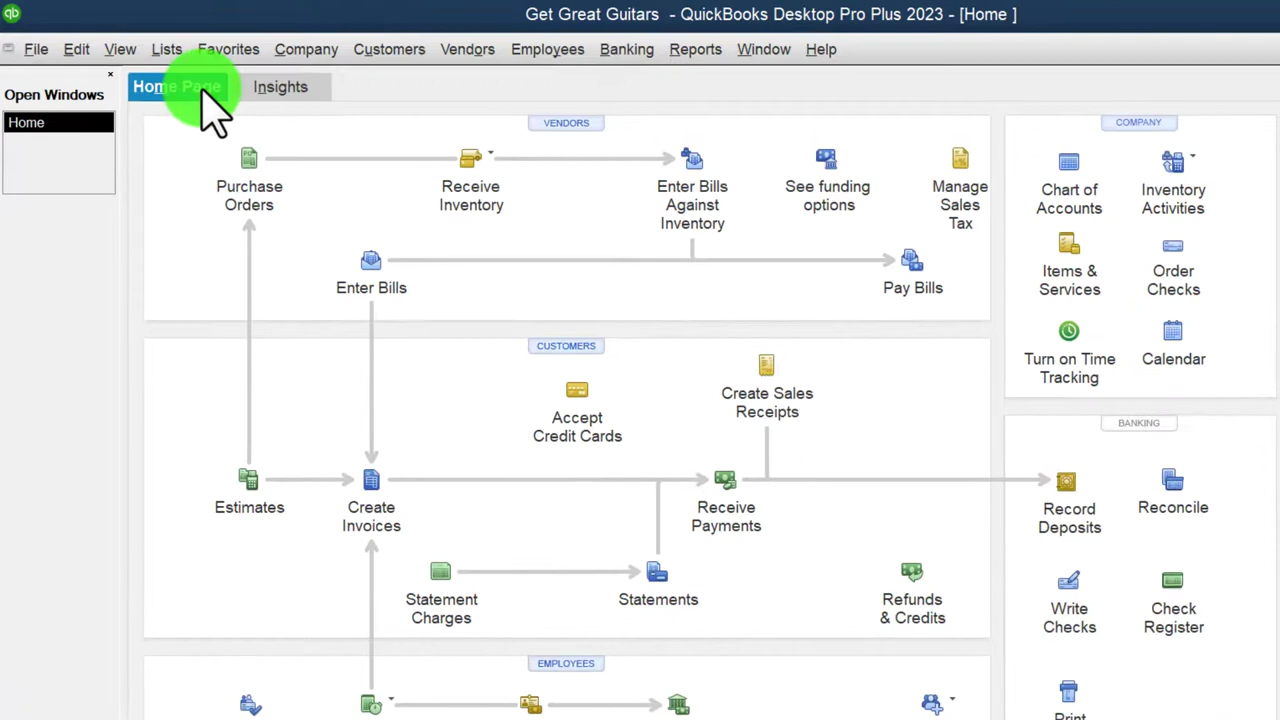 qb
Get Great Guitars - QuickBooks Desktop Pro Plus 2023 - [Home ]
File Edit View Lists Favorites Company Customers Vendors Employees Banking Reports Window Help
Open Windows
Home
Home Page
Insights
VENDORS
Purchase
Orders
Receive
Inventory
Enter Bills
Against
Inventory
See funding
options
Manage
Sales
Tax
Enter Bills
Pay Bills
CUSTOMERS
Accept
Credit Cards
Create Sales
Receipts
Estimates
Create
Invoices
Receive
Payments
Statement
Charges
Statements
Refunds
& Credits
EMPLOYEES
COMPANY
Chart of
Accounts
Inventory
Activities
Items &
Services
Order
Checks
Turn on Time
Tracking
Calendar
BANKING
Record
Deposits
Reconcile
Write
Checks
Check
Register
Print